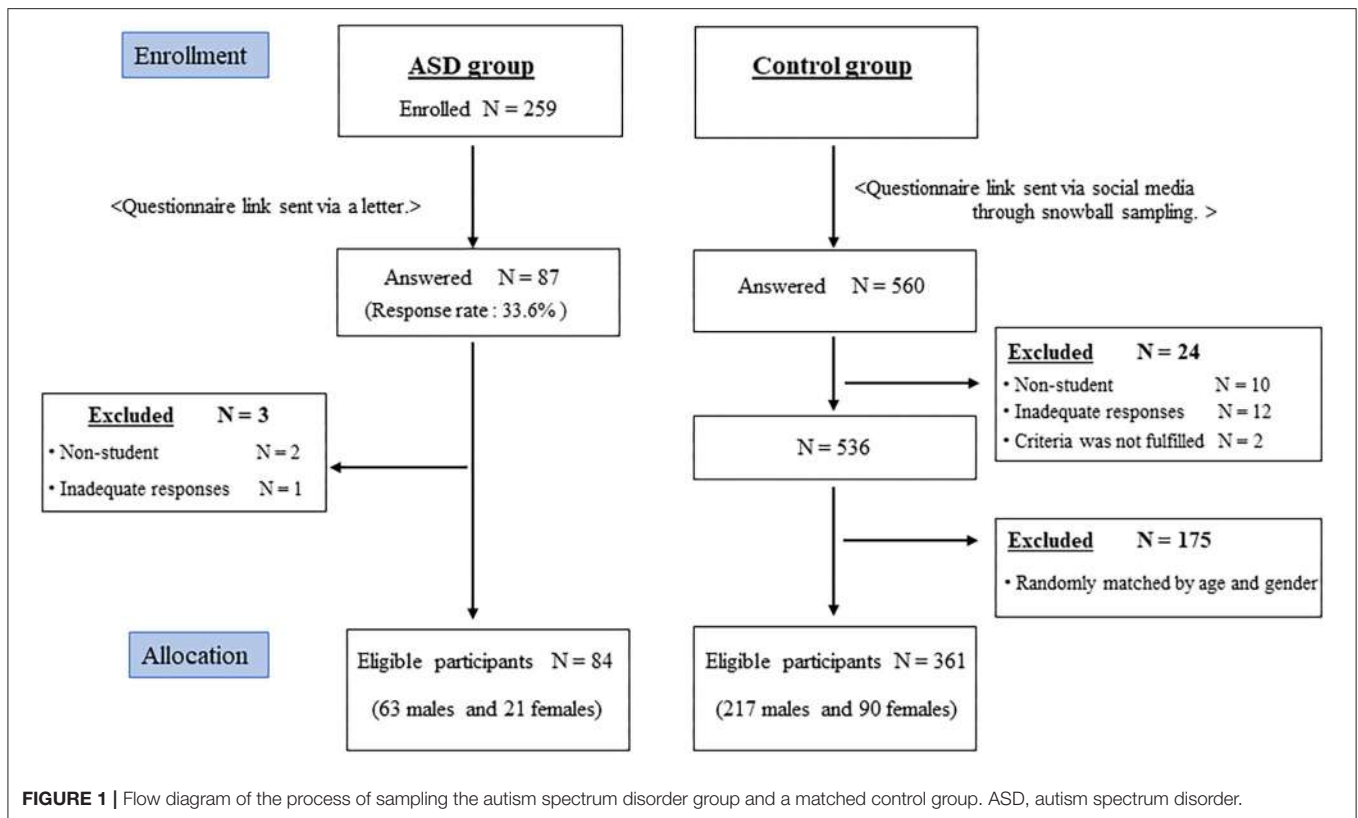 Enrollment
ASD group
Enrolled N = 259
Control group
<Questionnaire link sent via a letter.>
<Questionnaire link sent via social media
through snowball sampling. >
Answered N = 87
(Response rate : 33.6% )
Answered N = 560
Excluded N = 24
• Non-student N = 10
• Inadequate responses N = 12
• Criteria was not fulfilled N = 2
Excluded N = 3
• Non-student N = 2
• Inadequate responses N = 1
N = 536
Excluded N = 175
• Randomly matched by age and gender
Allocation
Eligible participants N = 84
(63 males and 21 females)
Eligible participants N = 361
(217 males and 90 females)
FIGURE 1 | Flow diagram of the process of sampling the autism spectrum disorder group and a matched control group. ASD, autism spectrum disorder.